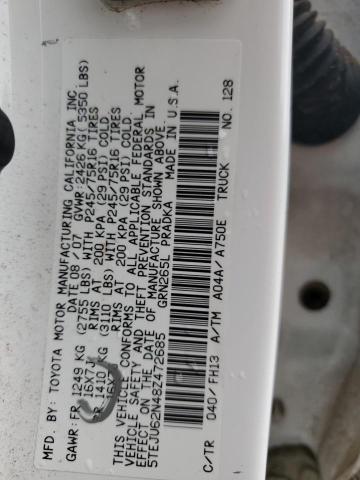 MFD. BY: TOYOTA MOTOR MANUFACTURING CALIFORNIA INC
DATE 08/07 GVWR: 2426 KG(5350 LBS)
GAWR: FR. 1249 KG (2755 LBS) WITH P245/75R16 TIRES
16X7J RIMS AT 200 KPA (29 PSI) COLD
1410 KG (3110 LBS) WITH P245/75R16 TIRES
16X7J RIMS AT 200 KPA (29 PSI) COLD.
THIS VEHICLE CONFORMS TO ALL APPLICABLE FEDERAL MOTOR
VEHICLE SAFETY AND THEFT PREVENTION STANDARDS IN
EFFECT ON THE DATE OF MANUFACTURE SHOWN ABOVE.
5TEJU62N48Z472685 GRN265L PRADKA MADE IN U.S.A.
C/TR 040/FH13 A/TM A04A/A750E TRUCK NO. 128